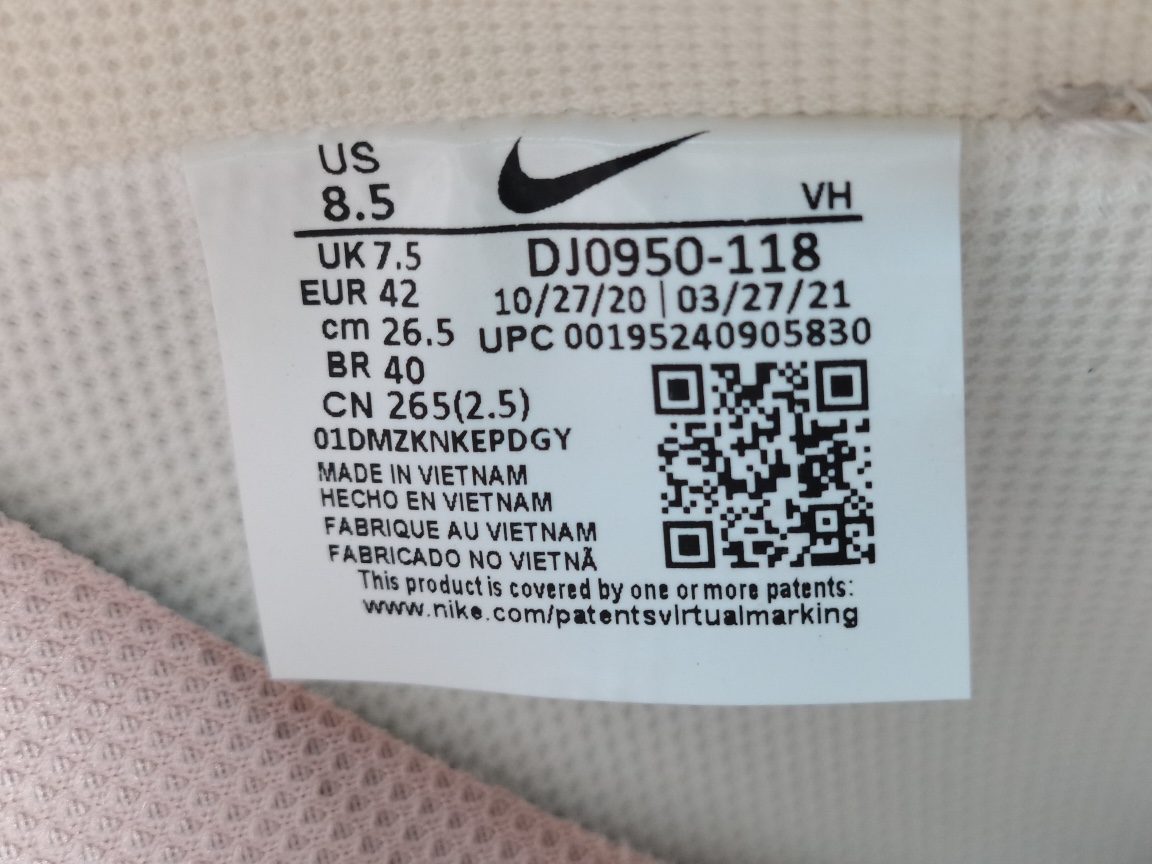 US
8.5
VH
UK 7.5
DJ0950-118
EUR 42
10/27/20 | 03/27/21
cm 26.5
UPC 00195240905830
BR 40
CN 265(2.5)
01DMZKNKEPDGY
MADE IN VIETNAM
HECHO EN VIETNAM
FABRIQUE AU VIETNAM
FABRICADO NO VIETNÃ
This product is covered by one or more patents:
www.nike.com/patentsvirtualmarking